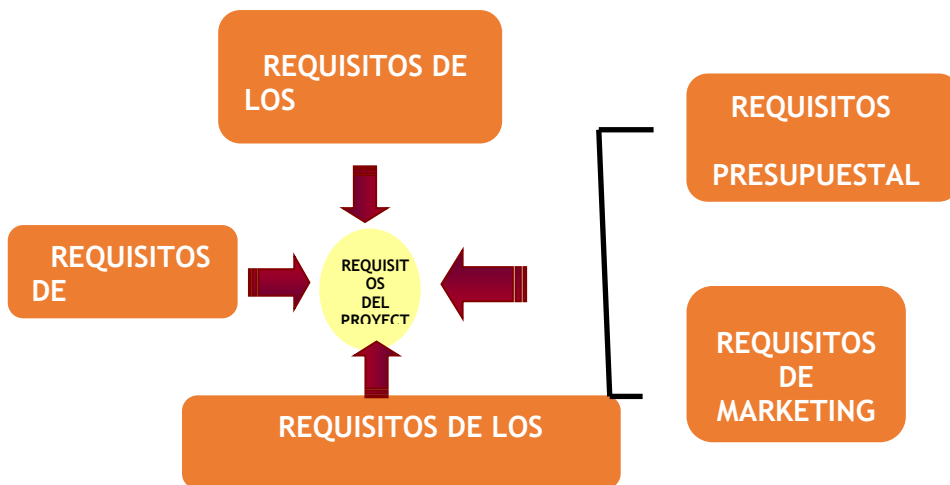 REQUISITOS DE
LOS
REQUISITOS
PRESUPUESTAL
REQUISITOS
DE
REQUISIT
OS
DEL
PROYECT
REQUISITOS
DE
MARKETING
REQUISITOS DE LOS